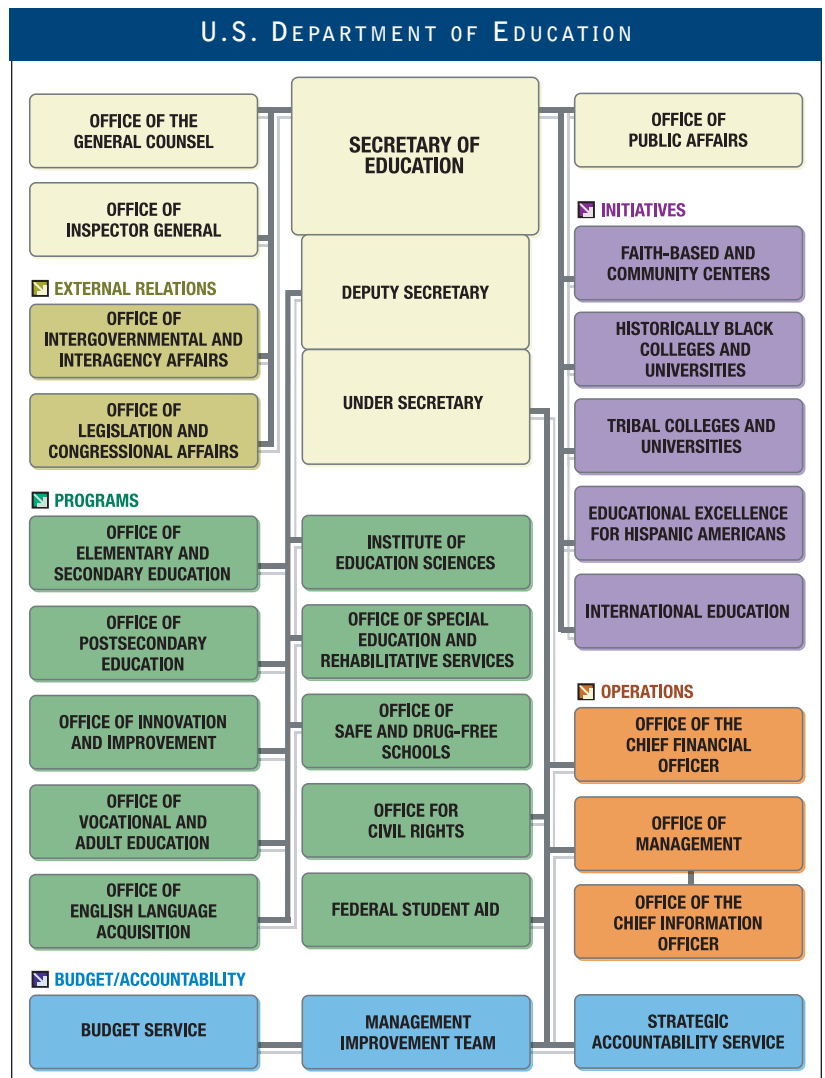 U.S. DEPARTMENT OF EDUCATION
OFFICE OF THE
GENERAL COUNSEL
SECRETARY OF
EDUCATION
OFFICE OF
PUBLIC AFFAIRS
OFFICE OF
INSPECTOR GENERAL
INITIATIVES
FAITH-BASED AND
COMMUNITY CENTERS
EXTERNAL RELATIONS
DEPUTY SECRETARY
OFFICE OF
INTERGOVERNMENTAL AND
INTERAGENCY AFFAIRS
HISTORICALLY BLACK
COLLEGES AND
UNIVERSITIES
UNDER SECRETARY
OFFICE OF
LEGISLATION AND
CONGRESSIONAL AFFAIRS
TRIBAL COLLEGES AND
UNIVERSITIES
PROGRAMS
OFFICE OF
ELEMENTARY AND
SECONDARY EDUCATION
INSTITUTE OF
EDUCATION SCIENCES
EDUCATIONAL EXCELLENCE
FOR HISPANIC AMERICANS
OFFICE OF
POSTSECONDARY
EDUCATION
OFFICE OF SPECIAL
EDUCATION AND
REHABILITATIVE SERVICES
INTERNATIONAL EDUCATION
OPERATIONS
OFFICE OF INNOVATION
AND IMPROVEMENT
OFFICE OF
SAFE AND DRUG-FREE
SCHOOLS
OFFICE OF THE
CHIEF FINANCIAL
OFFICER
OFFICE OF
VOCATIONAL AND
ADULT EDUCATION
OFFICE FOR
CIVIL RIGHTS
OFFICE OF
MANAGEMENT
OFFICE OF
ENGLISH LANGUAGE
ACQUISITION
FEDERAL STUDENT AID
OFFICE OF THE
CHIEF INFORMATION
OFFICER
BUDGET/ACCOUNTABILITY
BUDGET SERVICE
MANAGEMENT
IMPROVEMENT TEAM
STRATEGIC
ACCOUNTABILITY SERVICE